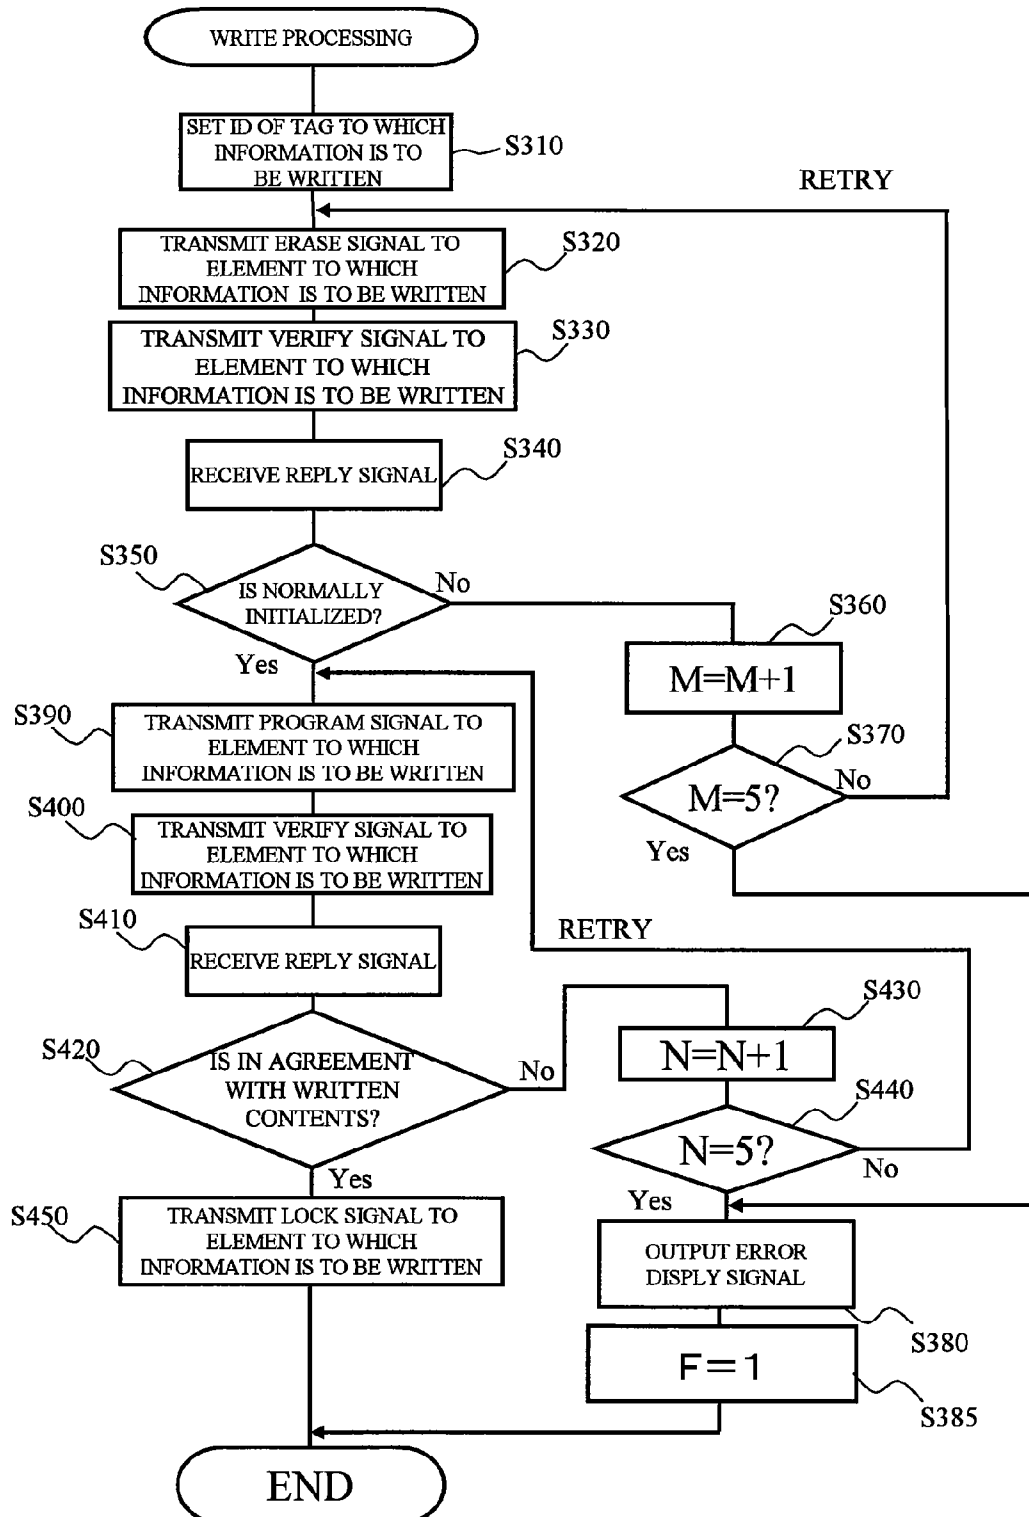 WRITE PROCESSING
SET ID OF TAG TO WHICH
INFORMATION IS TO
BE WRITTEN
S310
RETRY
TRANSMIT ERASE SIGNAL TO
ELEMENT TO WHICH
INFORMATION IS TO BE WRITTEN
S320
TRANSMIT VERIFY SIGNAL TO
ELEMENT TO WHICH
INFORMATION IS TO BE WRITTEN
S330
RECEIVE REPLY SIGNAL
S340
S350
IS NORMALLY
INITIALIZED?
No
Yes
S360
M=M+1
S370
M=5?
No
Yes
S390
TRANSMIT PROGRAM SIGNAL TO
ELEMENT TO WHICH
INFORMATION IS TO BE WRITTEN
S400
TRANSMIT VERIFY SIGNAL TO
ELEMENT TO WHICH
INFORMATION IS TO BE WRITTEN
S410
RECEIVE REPLY SIGNAL
RETRY
S420
IS IN AGREEMENT
WITH WRITTEN
CONTENTS?
No
Yes
S430
N=N+1
S440
N=5?
No
Yes
S450
TRANSMIT LOCK SIGNAL TO
ELEMENT TO WHICH
INFORMATION IS TO BE WRITTEN
OUTPUT ERROR
DISPLY SIGNAL
S380
F=1
S385
END